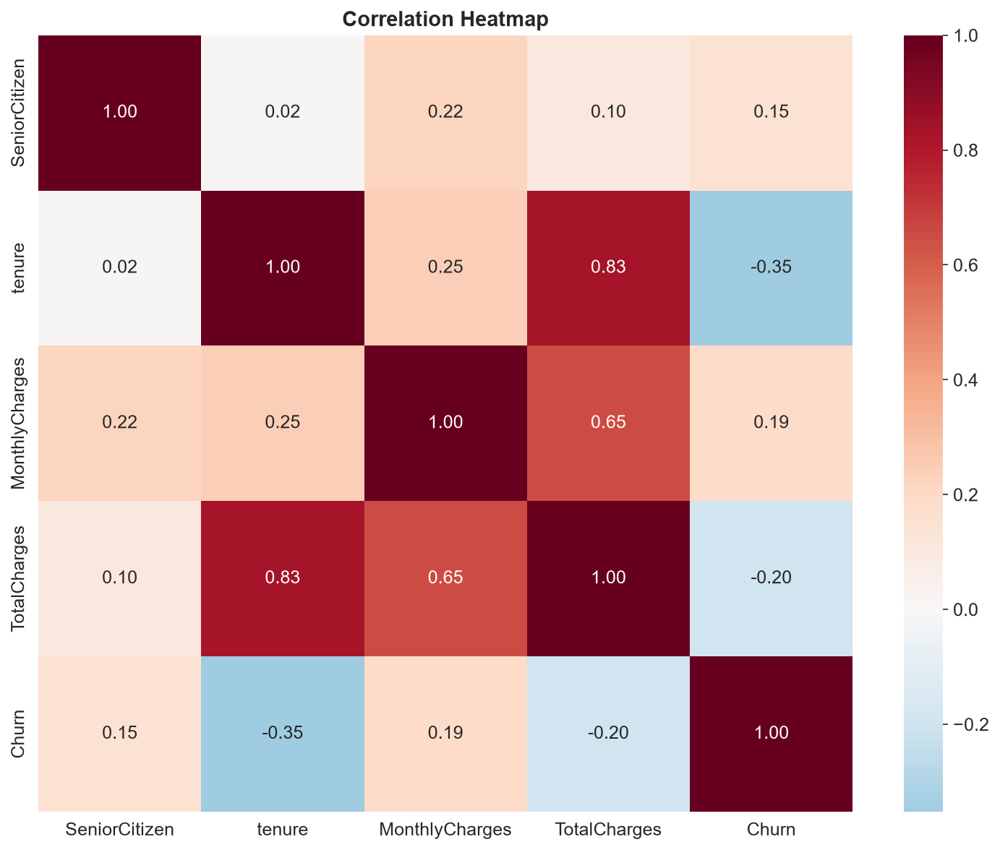 Correlation Heatmap
SeniorCitizen 1.00 0.02 0.22 0.10 0.15
tenure 0.02 1.00 0.25 0.83 -0.35
MonthlyCharges 0.22 0.25 1.00 0.65 0.19
TotalCharges 0.10 0.83 0.65 1.00 -0.20
Churn 0.15 -0.35 0.19 -0.20 1.00
SeniorCitizen tenure MonthlyCharges TotalCharges Churn
1.0
0.8
0.6
0.4
0.2
0.0
−0.2